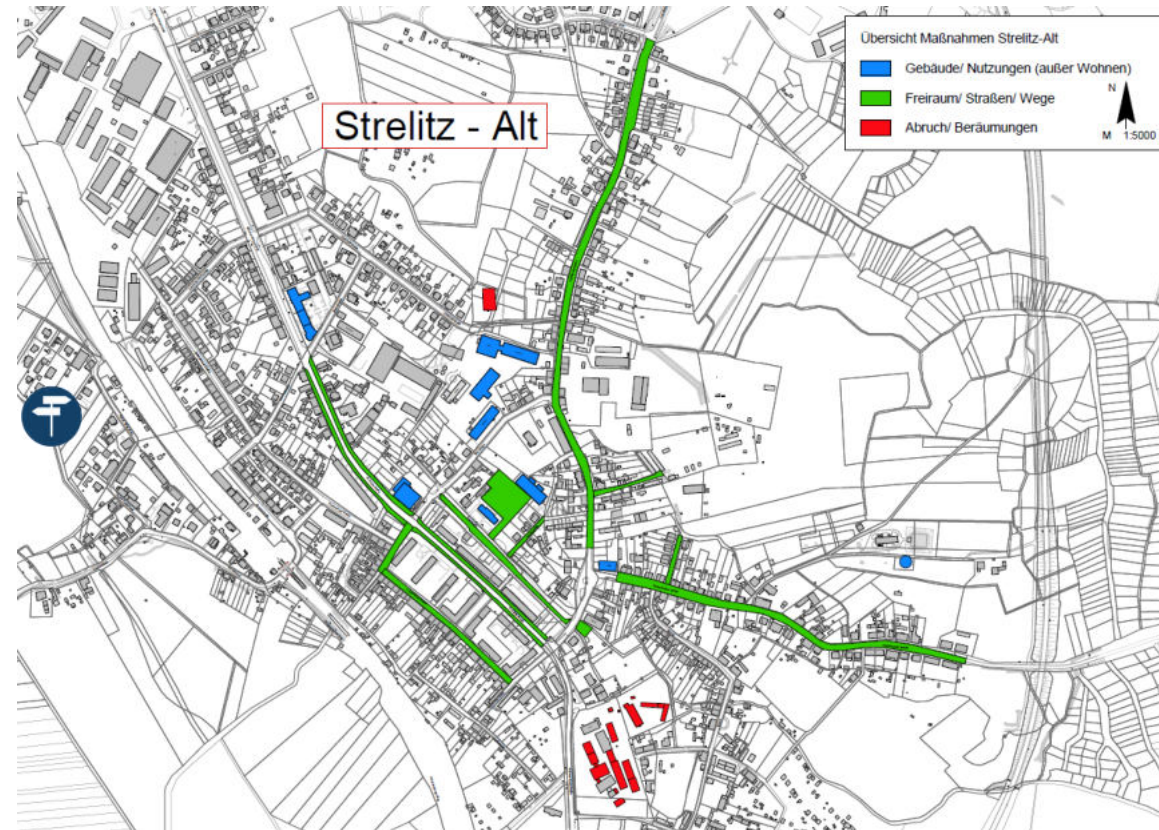 Übersicht Maßnahmen Strelitz-Alt
Gebäude/ Nutzungen (außer Wohnen)
Freiraum/ Straßen/ Wege
Abruch/ Beräumungen
N
M 1:5000
Strelitz - Alt